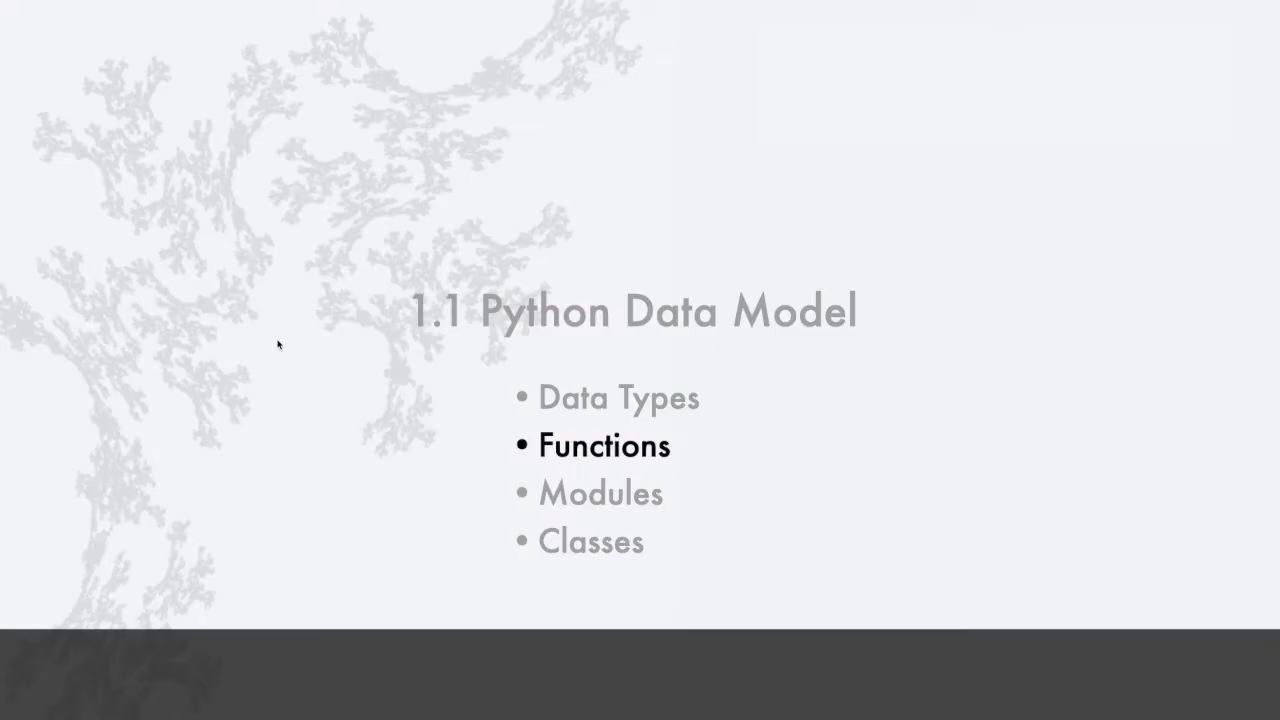 1.1 Python Data Model
• Data Types
• Functions
• Modules
• Classes